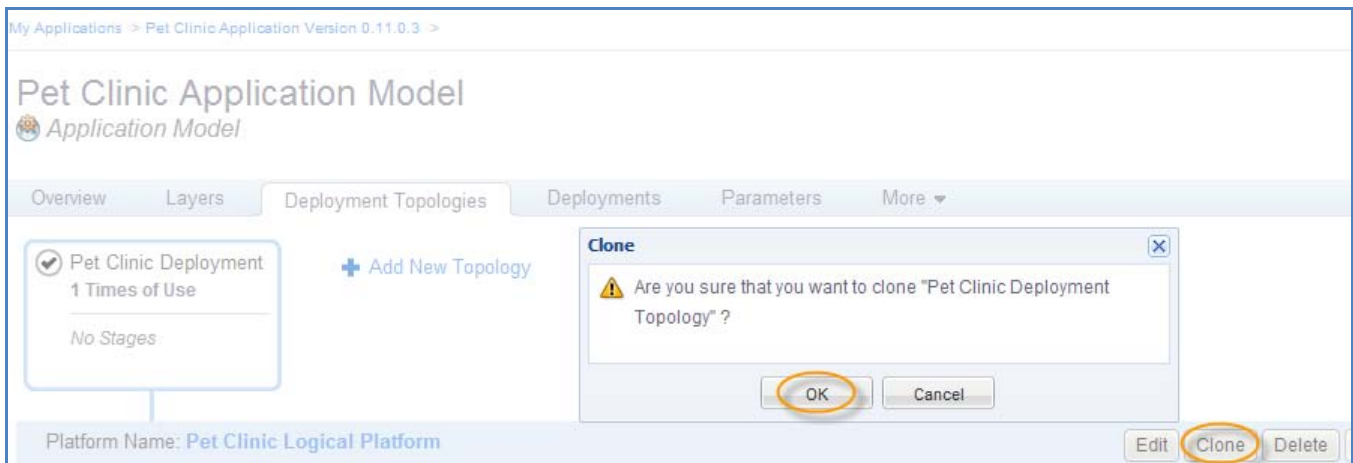 My Applications > Pet Clinic Application Version 0.11.0.3 >
Pet Clinic Application Model
Application Model
Overview Layers Deployment Topologies Deployments Parameters More
Pet Clinic Deployment
1 Times of Use
No Stages
Add New Topology
Clone
Are you sure that you want to clone "Pet Clinic Deployment
Topology" ?
OK Cancel
Platform Name: Pet Clinic Logical Platform
Edit Clone Delete